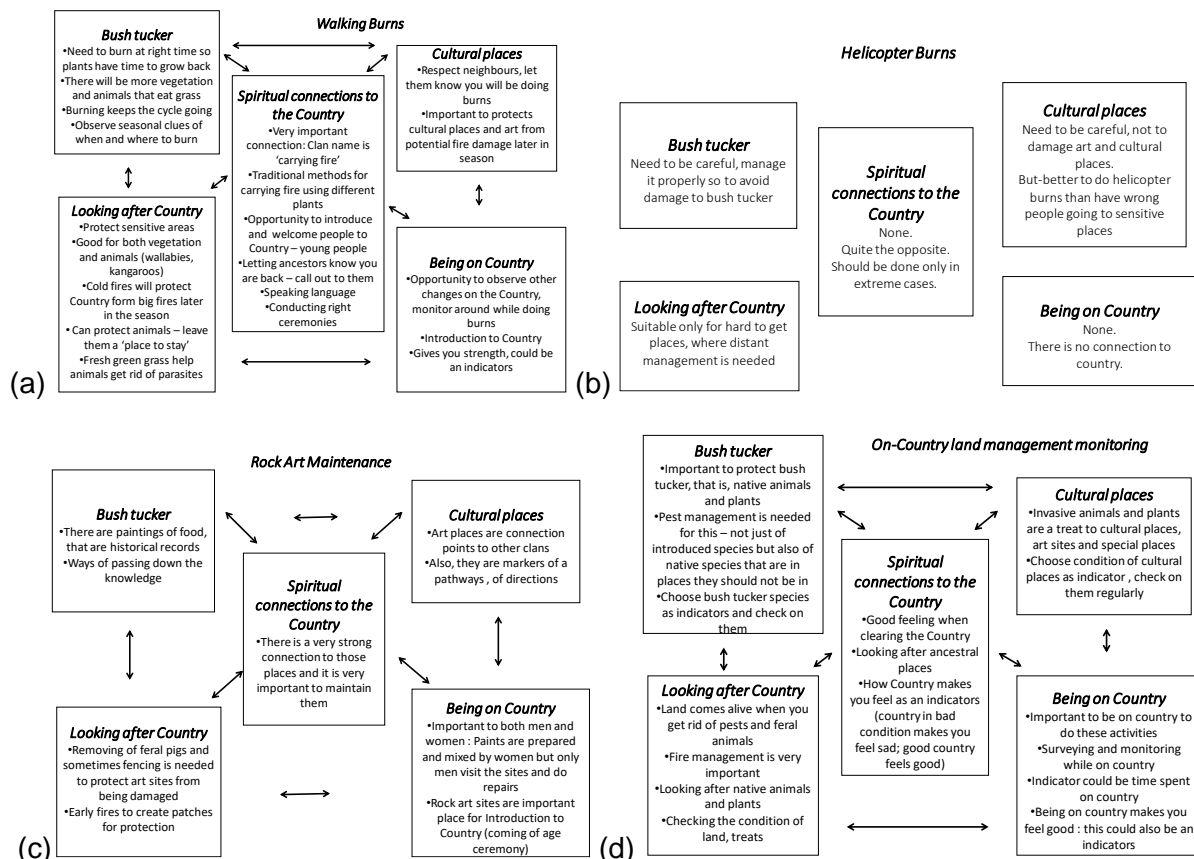 Walking Burns
Bush tucker
•Need to burn at right time so
plants have time to grow back
•There will be more vegetation
and animals that eat grass
•Burning keeps the cycle going
•Observe seasonal clues of
when and where to burn
Cultural places
•Respect neighbours, let
them know you will be doing
burns
•Important to protects
cultural places and art from
potential fire damage later in
season
Spiritual connections to
the Country
•Very important
connection: Clan name is
‘carrying fire’
•Traditional methods for
carrying fire using different
plants
•Opportunity to introduce
and welcome people to
Country – young people
•Letting ancestors know you
are back – call out to them
•Speaking language
•Conducting right
ceremonies
Looking after Country
•Protect sensitive areas
•Good for both vegetation
and animals (wallabies,
kangaroos)
•Cold fires will protect
Country form big fires later
in the season
•Can protect animals – leave
them a ‘place to stay’
•Fresh green grass help
animals get rid of parasites
Being on Country
•Opportunity to observe other
changes on the Country,
monitor around while doing
burns
•Introduction to Country
•Gives you strength, could be
an indicators
(a)
Helicopter Burns
Bush tucker
Need to be careful, manage
it properly so to avoid
damage to bush tucker
Spiritual
connections to the
Country
None.
Quite the opposite.
Should be done only in
extreme cases.
Cultural places
Need to be careful, not to
damage art and cultural
places.
But-better to do helicopter
burns than have wrong
people going to sensitive
places
Looking after Country
Suitable only for hard to get
places, where distant
management is needed
Being on Country
None.
There is no connection to
country.
(b)
Rock Art Maintenance
Bush tucker
•There are paintings of food,
that are historical records
•Ways of passing down the
knowledge
Cultural places
•Art places are connection
points to other clans
•Also, they are markers of a
pathways , of directions
Spiritual
connections to the
Country
•There is a very strong
connection to those
places and it is very
important to maintain
them
Looking after Country
•Removing of feral pigs and
sometimes fencing is needed
to protect art sites from
being damaged
•Early fires to create patches
for protection
Being on Country
•Important to both men and
women : Paints are prepared
and mixed by women but only
men visit the sites and do
repairs
•Rock art sites are important
place for Introduction to
Country (coming of age
ceremony)
(c)
On-Country land management monitoring
Bush tucker
•Important to protect bush
tucker, that is, native animals
and plants
•Pest management is needed
for this – not just of
introduced species but also of
native species that are in
places they should not be in
•Choose bush tucker species
as indicators and check on
them
Cultural places
•Invasive animals and plants
are a treat to cultural places,
art sites and special places
•Choose condition of cultural
places as indicator , check on
them regularly
Spiritual
connections to the
Country
•Good feeling when
clearing the Country
•Looking after ancestral
places
•How Country makes
you feel as an indicators
(country in bad
condition makes you
feel sad; good country
feels good)
Looking after Country
•Land comes alive when you
get rid of pests and feral
animals
•Fire management is very
important
•Looking after native animals
and plants
•Checking the condition of
land, treats
Being on Country
•Important to be on country to
do these activities
•Surveying and monitoring
while on country
•Indicator could be time spent
on country
•Being on country makes you
feel good : this could also be an
indicators
(d)